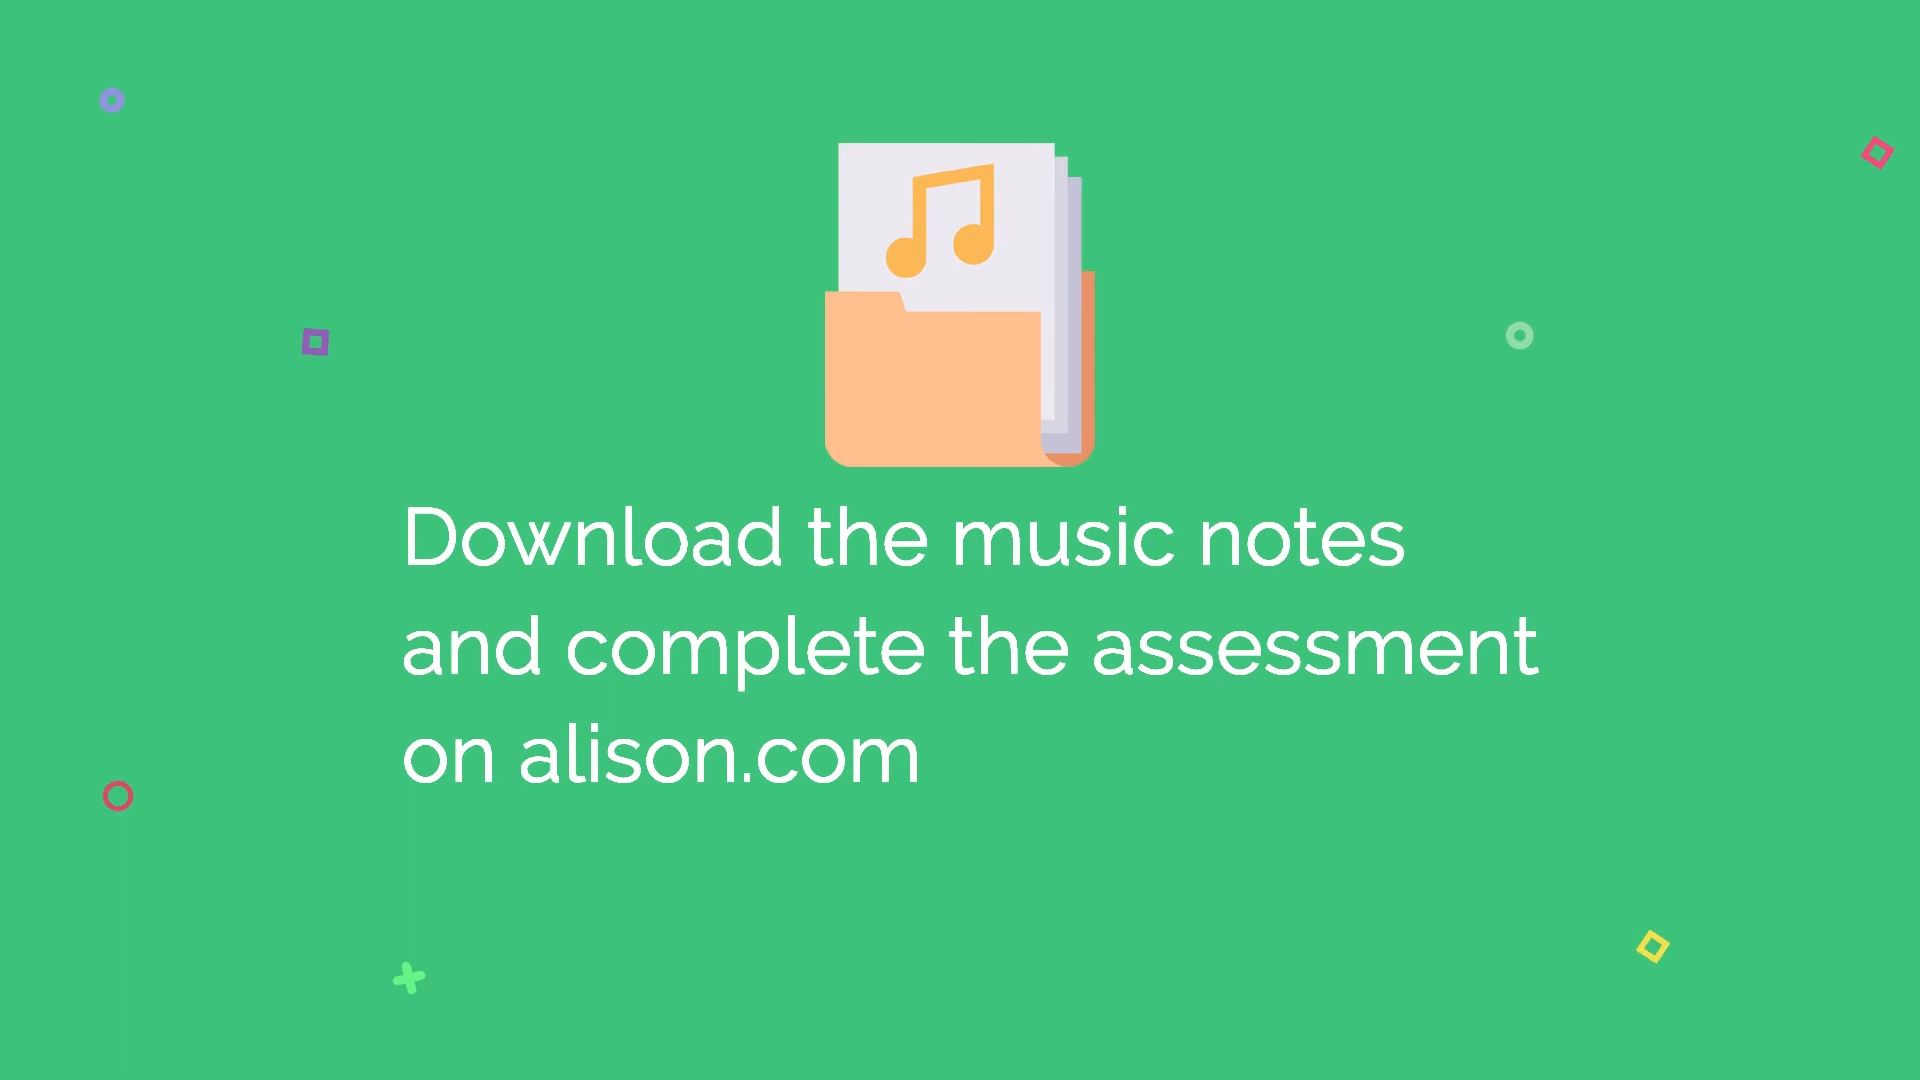 Download the music notes
and complete the assessment
on alison.com